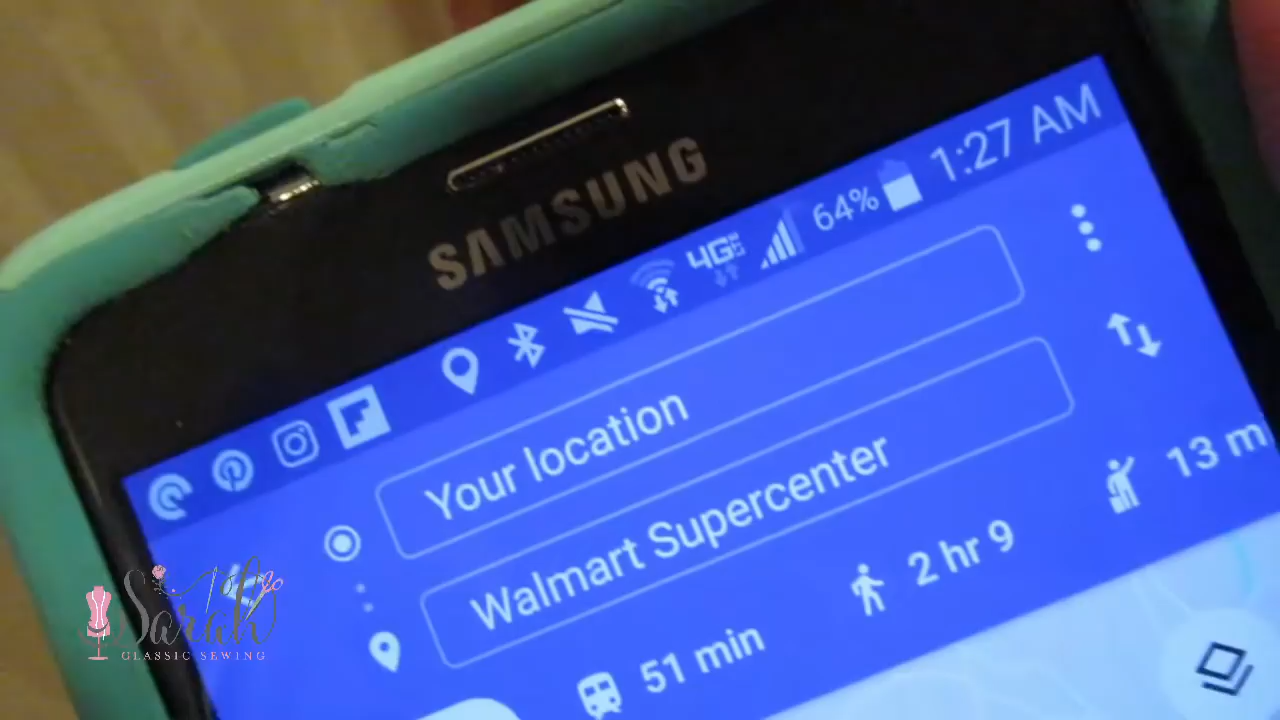 SAMSUNG
4G LTE 64% 1:27 AM
Your location
Walmart Supercenter
51 min 2 hr 9 13 m
Sarah
CLASSIC SEWING